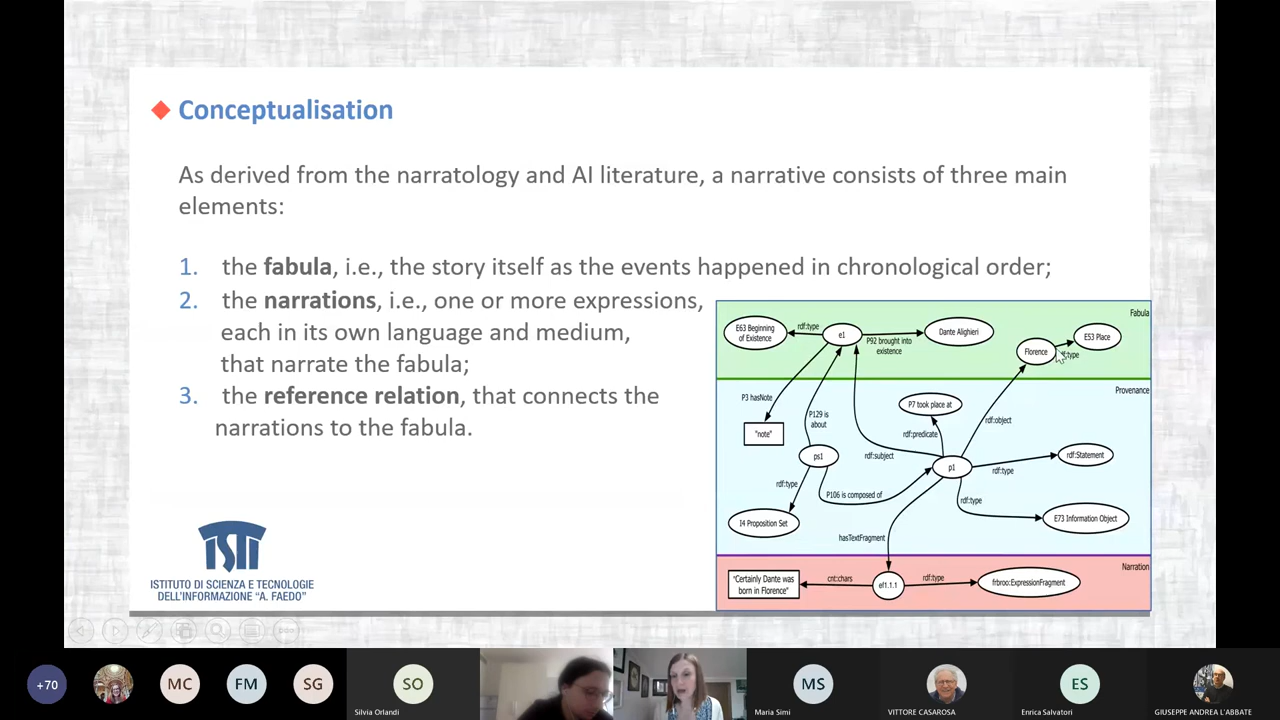 Conceptualisation
As derived from the narratology and AI literature, a narrative consists of three main
elements:
1. the fabula, i.e., the story itself as the events happened in chronological order;
2. the narrations, i.e., one or more expressions,
each in its own language and medium,
that narrate the fabula;
3. the reference relation, that connects the
narrations to the fabula.
Fabula
E63 Beginning
of Existence
rdf:type
e1
P92 brought into
existence
Dante Alighieri
Florence
rdf:type
E53 Place
Provenance
P3 hasNote
"note"
P129 is
about
ps1
rdf:type
I4 Proposition Set
P106 is composed of
rdf:subject
P7 took place at
rdf:predicate
p1
rdf:object
rdf:type
rdf:Statement
rdf:type
E73 Information Object
hasTextFragment
Narration
"Certainly Dante was
born in Florence"
cnt:chars
ef1.1.1
rdf:type
frbroo:ExpressionFragment
ISTI
ISTITUTO DI SCIENZA E TECNOLOGIE
DELL'INFORMAZIONE "A. FAEDO"
+70
MC
FM
SG
SO
Silvia Orlandi
MS
Maria Simi
VITTORE CASAROSA
ES
Enrica Salvatori
GIUSEPPE ANDREA L'ABBATE